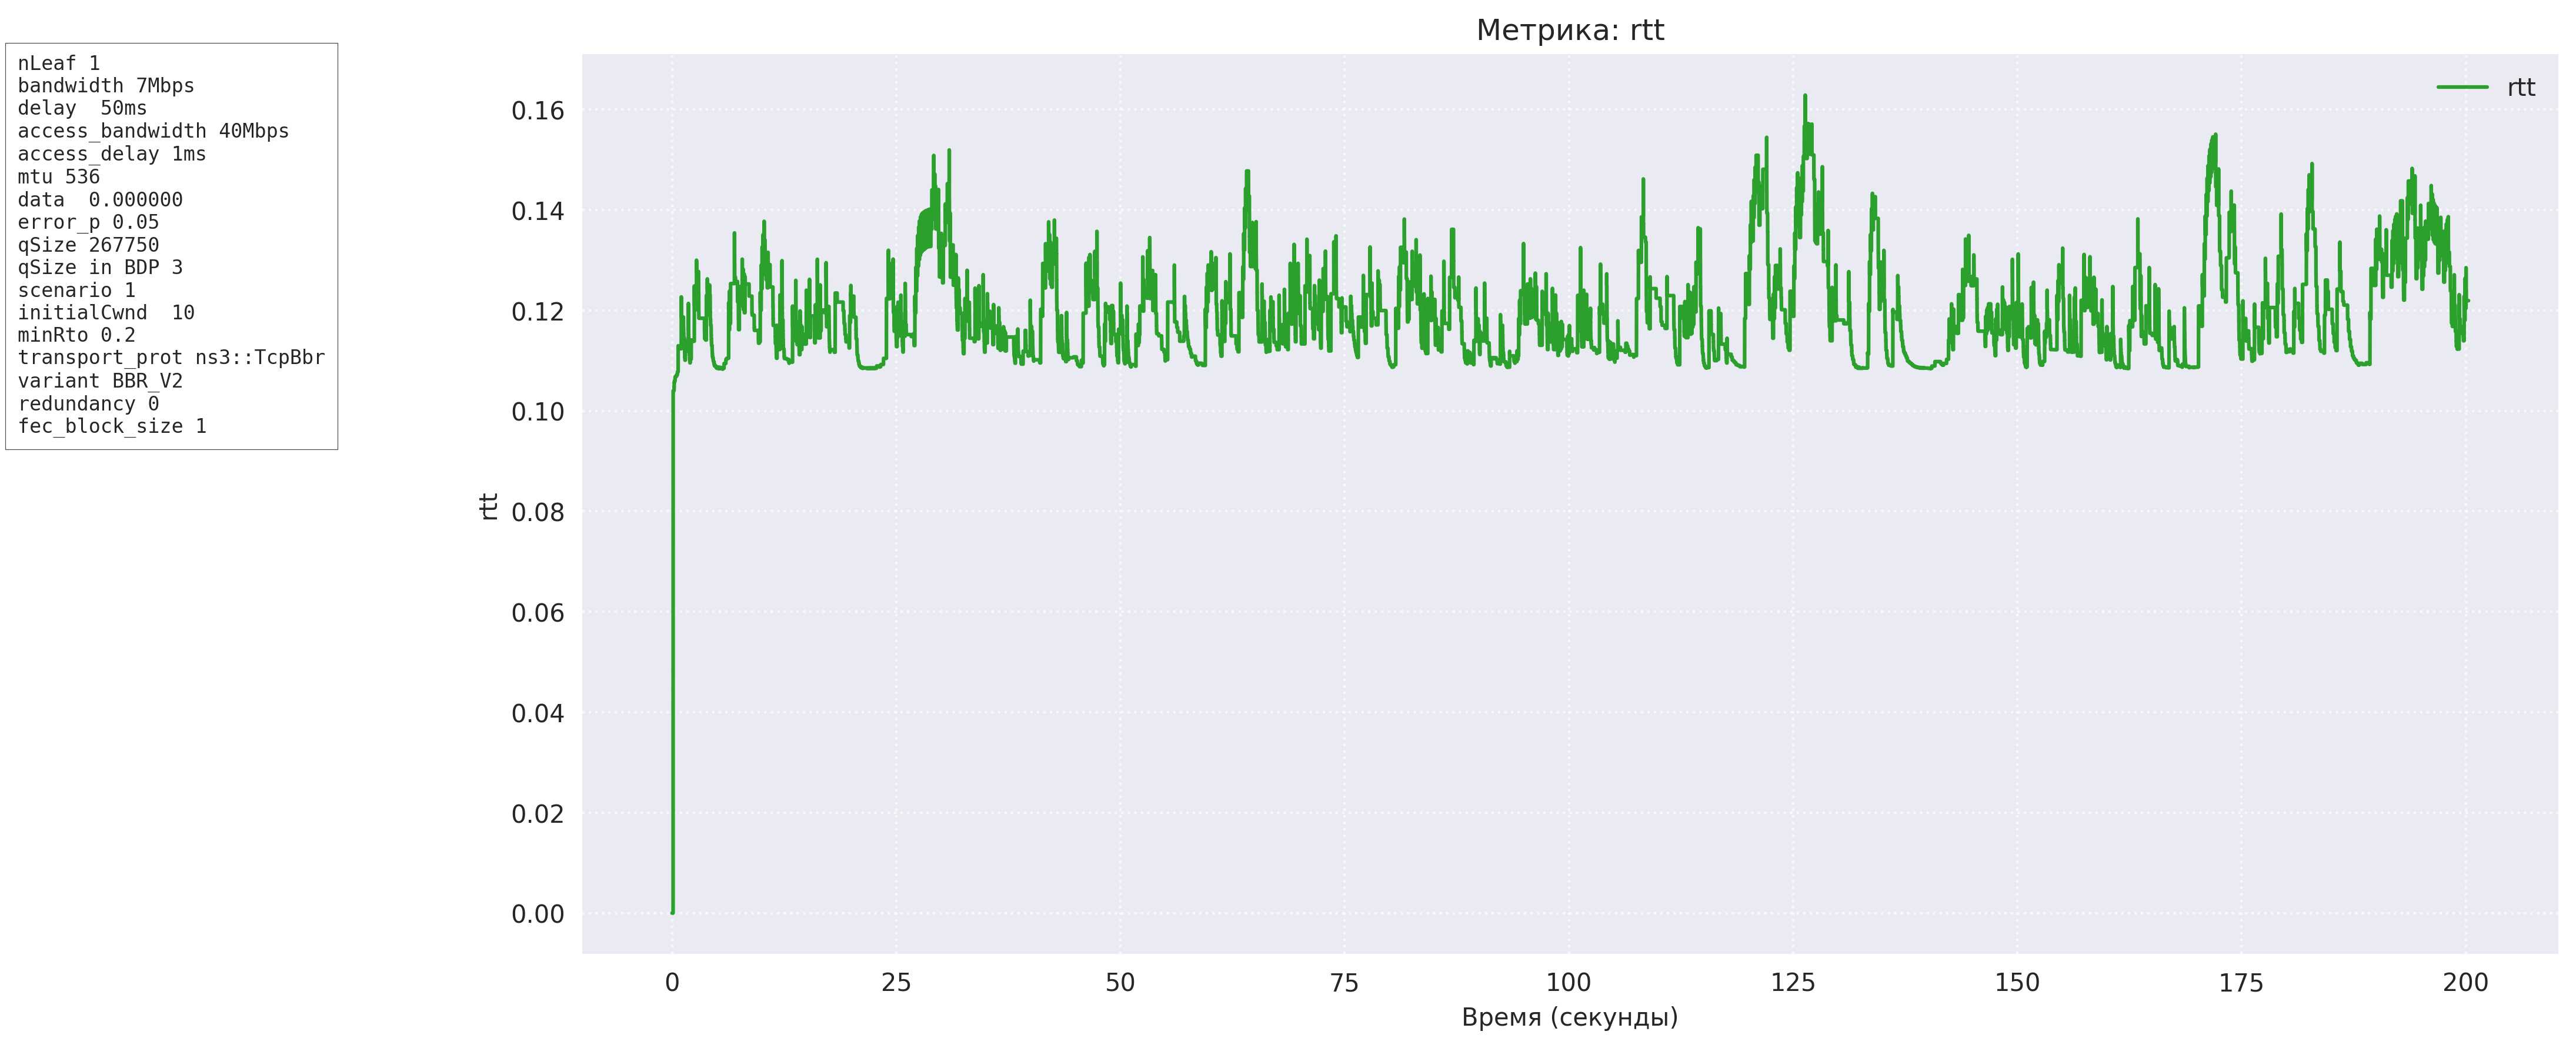 Метрика: rtt
nLeaf 1
bandwidth 7Mbps
delay  50ms
access_bandwidth 40Mbps
access_delay 1ms
mtu 536
data  0.000000
error_p 0.05
qSize 267750
qSize in BDP 3
scenario 1
initialCwnd  10
minRto 0.2
transport_prot ns3::TcpBbr
variant BBR_V2
redundancy 0
fec_block_size 1
rtt
rtt
0.16
0.14
0.12
0.10
0.08
0.06
0.04
0.02
0.00
0 25 50 75 100 125 150 175 200
Время (секунды)